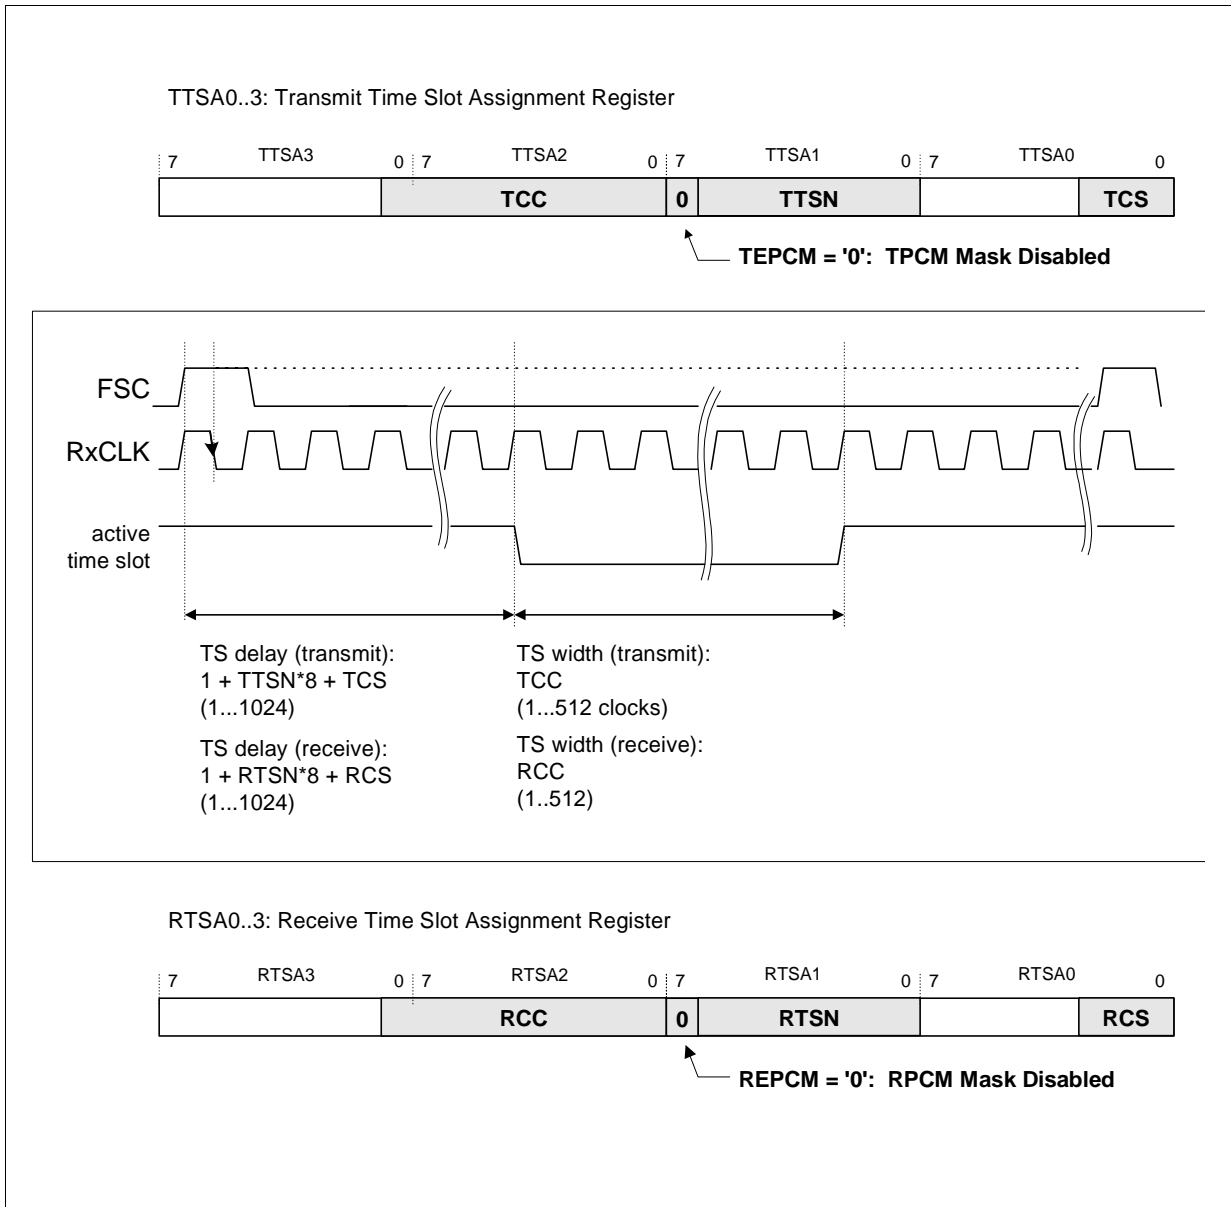 TTSA0..3: Transmit Time Slot Assignment Register
7 TTSA3 0 7 TTSA2 0 7 TTSA1 0 7 TTSA0 0
TCC 0 TTSN TCS
TEPCM = '0': TPCM Mask Disabled
FSC
RxCLK
active
time slot
TS delay (transmit):
1 + TTSN*8 + TCS
(1...1024)
TS width (transmit):
TCC
(1...512 clocks)
TS delay (receive):
1 + RTSN*8 + RCS
(1...1024)
TS width (receive):
RCC
(1..512)
RTSA0..3: Receive Time Slot Assignment Register
7 RTSA3 0 7 RTSA2 0 7 RTSA1 0 7 RTSA0 0
RCC 0 RTSN RCS
REPCM = '0': RPCM Mask Disabled